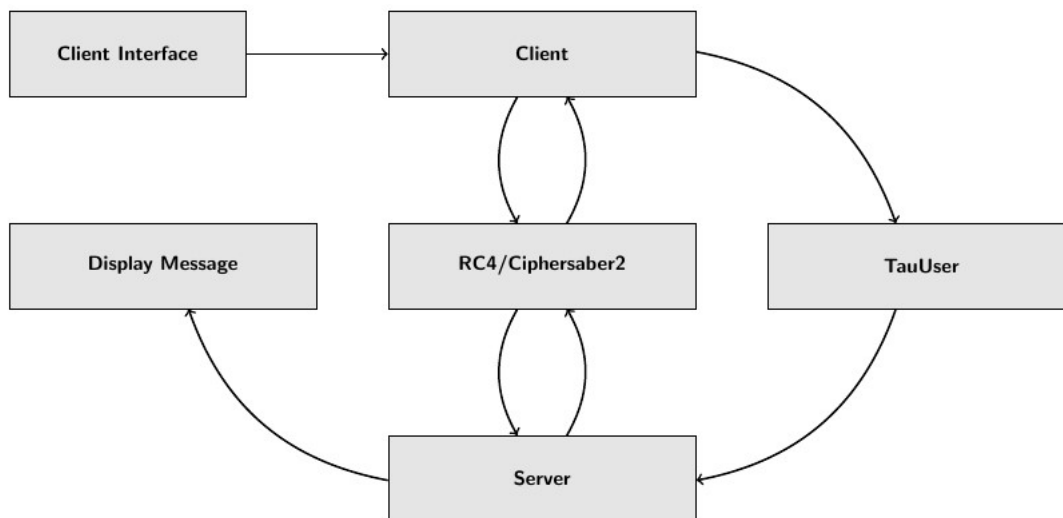 Client Interface
Client
Display Message
RC4/Ciphersaber2
TauUser
Server